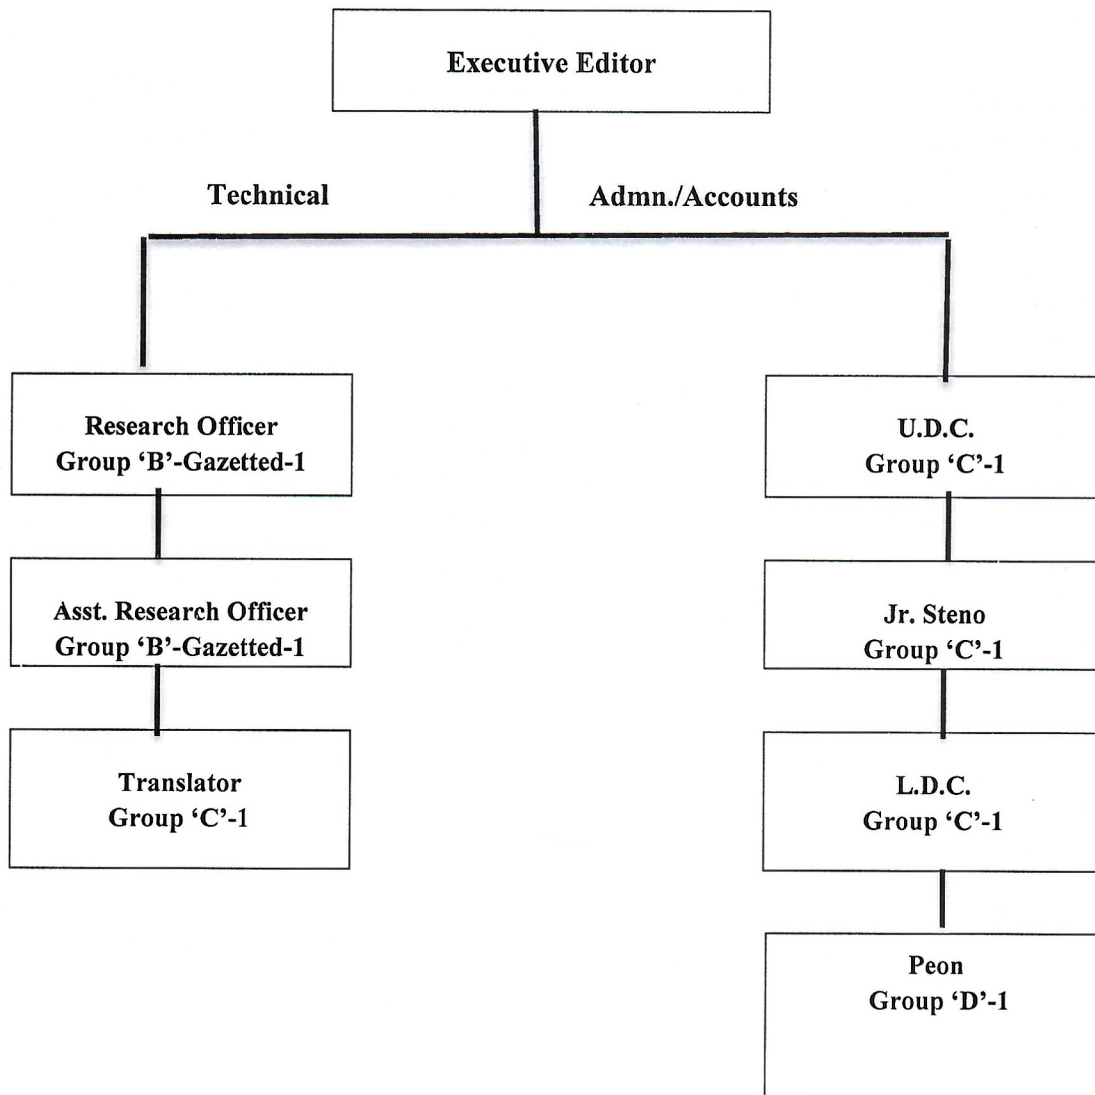 Executive Editor
Technical
Admn./Accounts
Research Officer
Group ‘B’-Gazetted-1
Asst. Research Officer
Group ‘B’-Gazetted-1
Translator
Group ‘C’-1
U.D.C.
Group ‘C’-1
Jr. Steno
Group ‘C’-1
L.D.C.
Group ‘C’-1
Peon
Group ‘D’-1